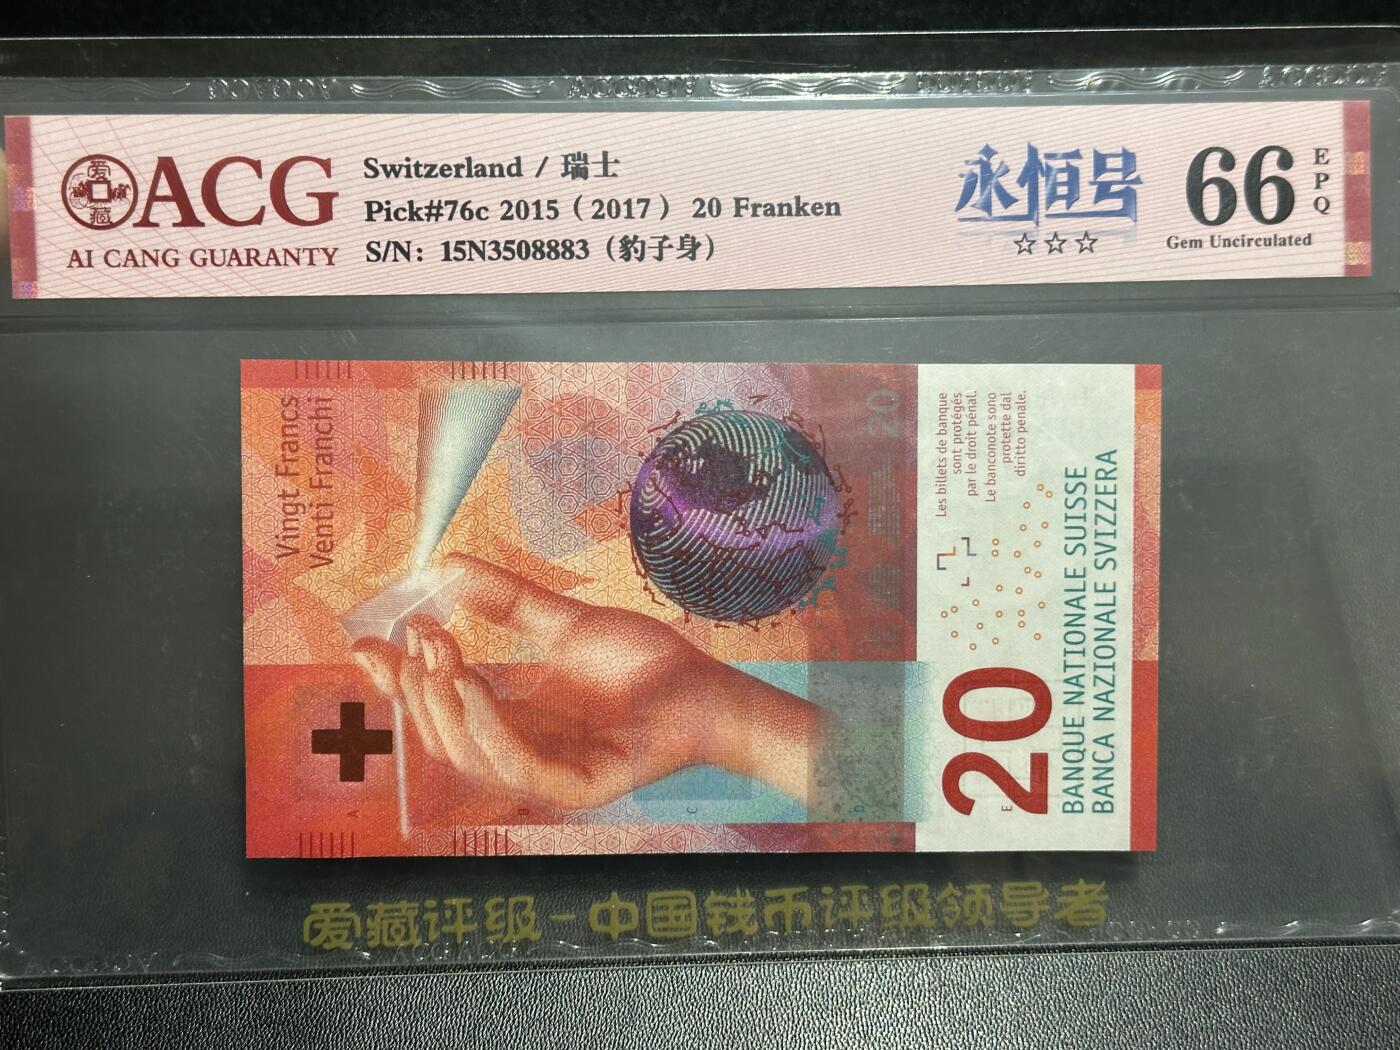 爱藏
ACG
AI CANG GUARANTY
Switzerland / 瑞士
Pick#76c 2015（2017） 20 Franken
S/N: 15N3508883（豹子身）
永恒号
☆☆☆
66
EPQ
Gem Uncirculated
Vingt Francs
Venti Franchi
20
Les billets de banque
sont protégés
par le droit pénal.
Le banconote sono
protette dal
diritto penale.
20
BANQUE NATIONALE SUISSE
BANCA NAZIONALE SVIZZERA
A
B
C
D
E
爱藏评级-中国钱币评级领导者